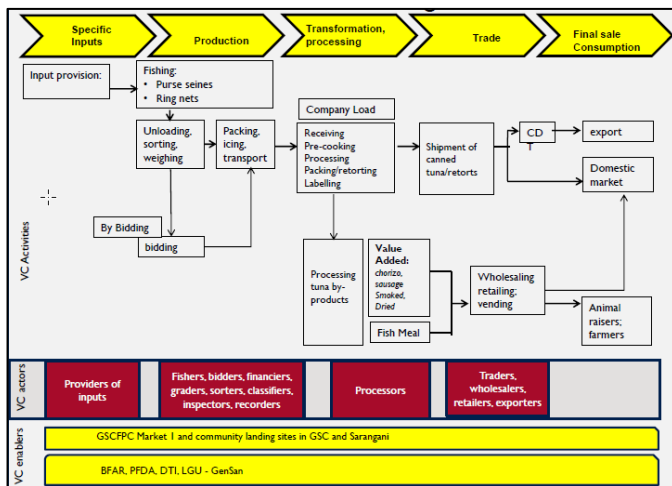 Specific
Inputs
Production
Transformation,
processing
Trade
Final sale
Consumption
Input provision:
Fishing:
• Purse seines
• Ring nets
Unloading,
sorting,
weighing
Packing,
icing,
transport
By Bidding
bidding
Company Load
Receiving
Pre-cooking
Processing
Packing/retorting
Labelling
Shipment of
canned
tuna/retorts
CD
T
export
Domestic
market
Processing
tuna by-
products
Value
Added:
chorizo,
sausage
Smoked,
Dried
Fish Meal
Wholesaling
retailing;
vending
Animal
raisers;
farmers
VC Activities
VC actors
Providers of
inputs
Fishers, bidders, financiers,
graders, sorters, classifiers,
inspectors, recorders
Processors
Traders,
wholesalers,
retailers, exporters
VC enablers
GSCFPC Market 1 and community landing sites in GSC and Sarangani
BFAR, PFDA, DTI, LGU - GenSan